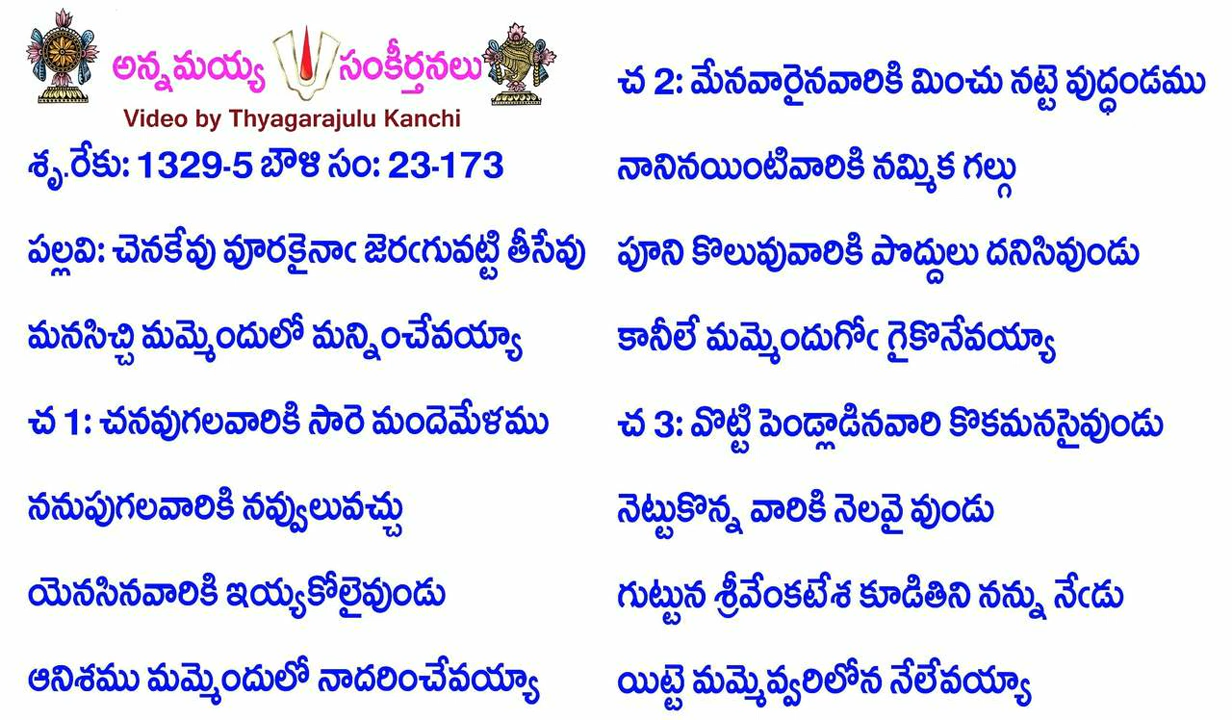 అన్నమయ్య సంకీర్తనలు
Video by Thyagarajulu Kanchi
శృ.రేకు: 1329-5 బౌళి సం: 23-173
పల్లవి: చెనకేవు వూరకైనాఁ జెరఁగువట్టి తీసేవు
మనసిచ్చి మమ్మెందులో మన్నించేవయ్యా
చ 1: చనవుగలవారికి సారె మందెమేళము
ననుపుగలవారికి నవ్వులువచ్చు
యెనసినవారికి ఇయ్యకోలైవుండు
ఆనిశము మమ్మెందులో నాదరించేవయ్యా
చ 2: మేనవారైనవారికి మించు నట్టె వుద్ధండము
నానినయింటివారికి నమ్మిక గల్గు
పూని కొలువువారికి పొద్దులు దనిసివుండు
కానీలే మమ్మెందుగోఁ గైకొనేవయ్యా
చ 3: వొట్టి పెండ్లాడినవారి కొకమనసైవుండు
నెట్టుకొన్న వారికి నెలవై వుండు
గుట్టున శ్రీవేంకటేశ కూడితిని నన్ను నేఁడు
యిట్టె మమ్మెవ్వరిలోన నేలేవయ్యా